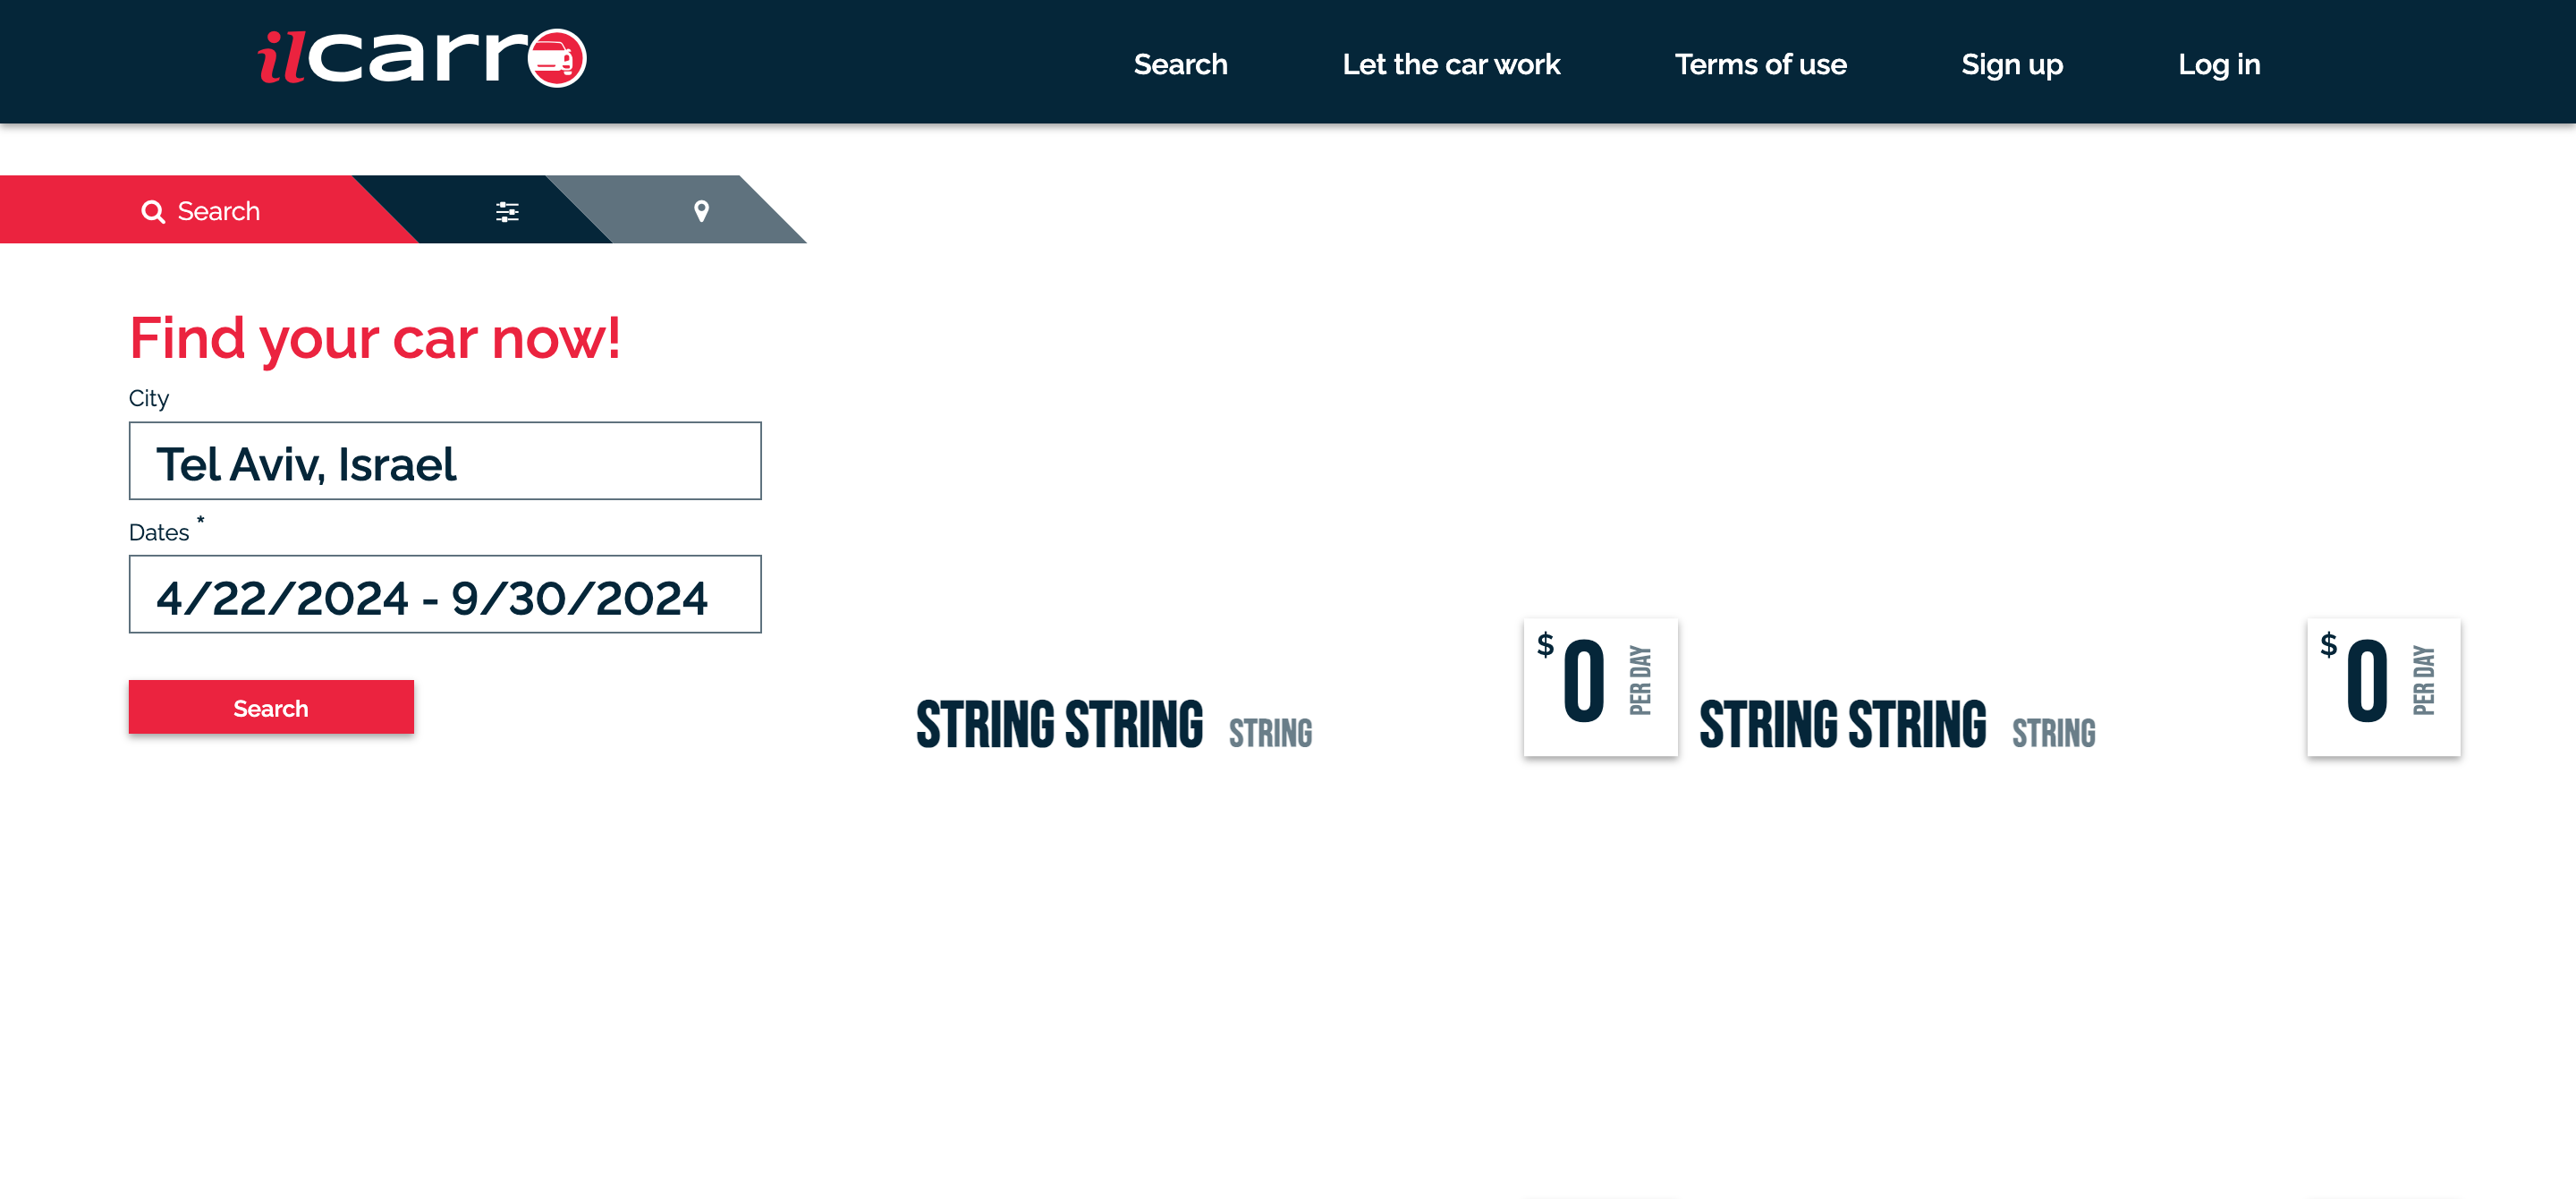 ilcarro
Search Let the car work Terms of use Sign up Log in
Search
Find your car now!
City
Tel Aviv, Israel
Dates *
4/22/2024 - 9/30/2024
Search
STRING STRING STRING
$ 0 PER DAY
STRING STRING STRING
$ 0 PER DAY